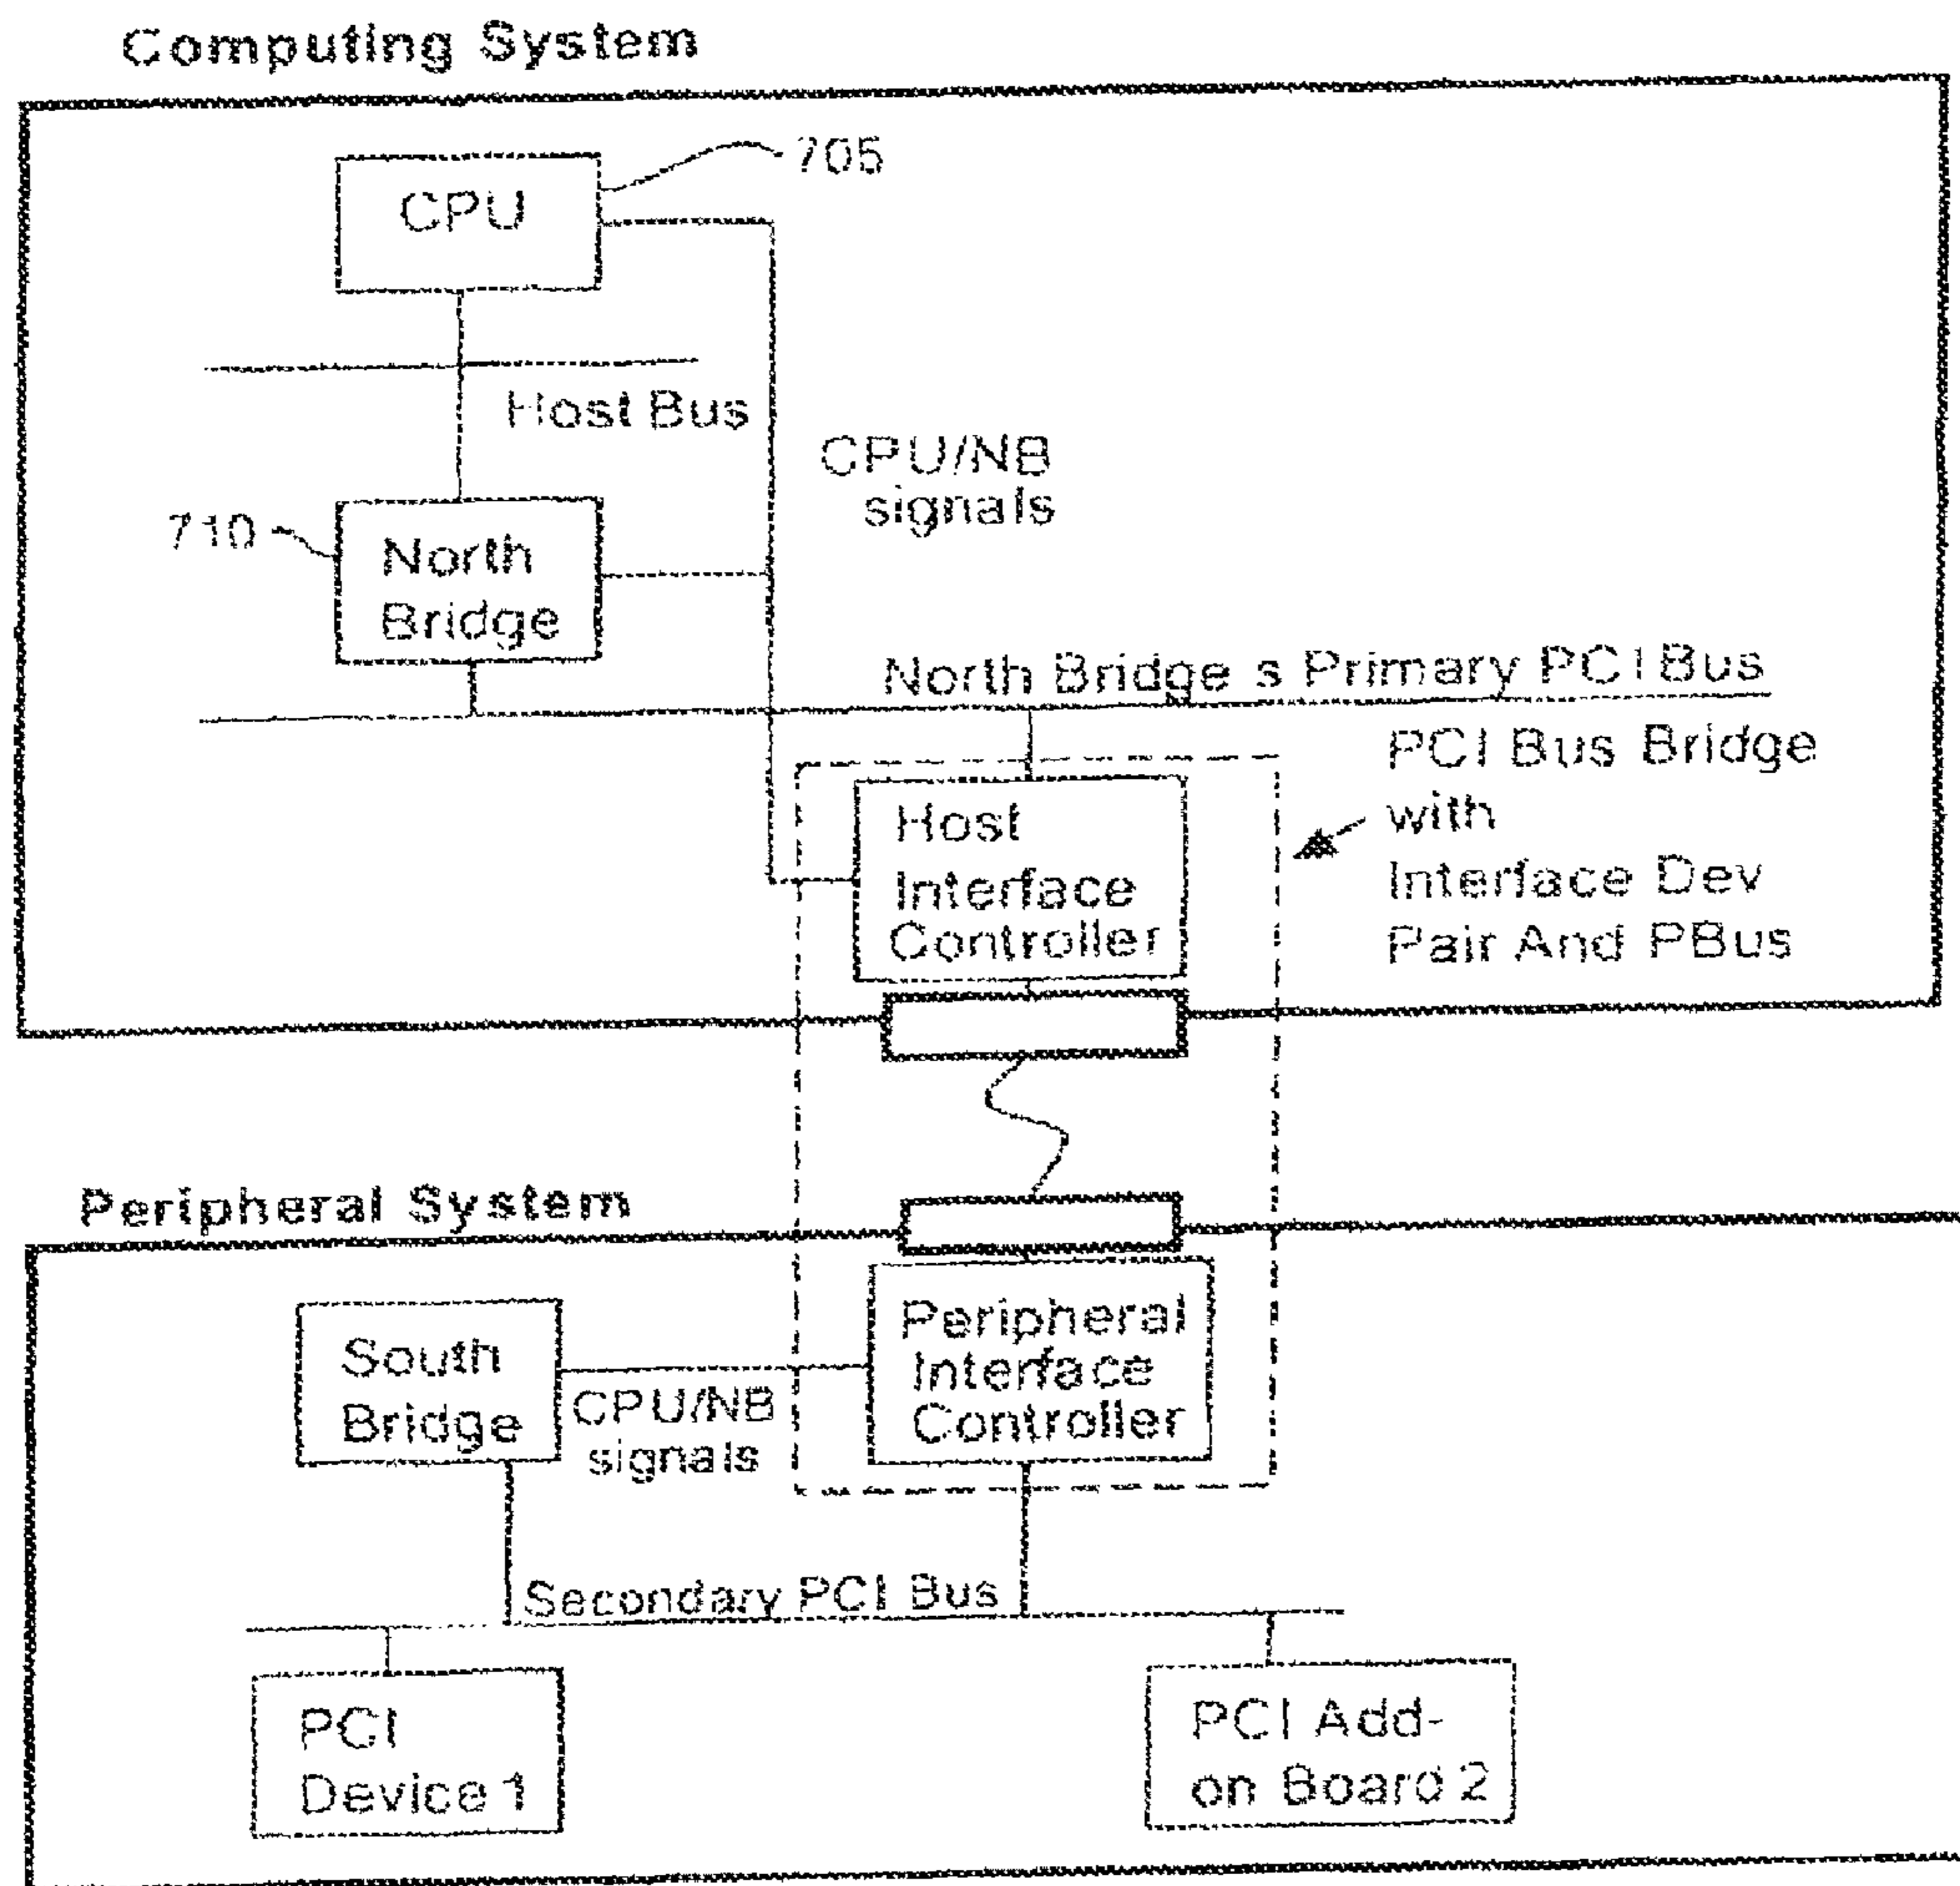 Computing System
CPU
705
Host Bus
CPU/NB
signals
710
North
Bridge
North Bridge s Primary PCI Bus
PCI Bus Bridge
with
Interface Dev
Pair And PBus
Host
Interface
Controller
Peripheral System
South
Bridge
CPU/NB
signals
Peripheral
Interface
Controller
Secondary PCI Bus
PCI
Device 1
PCI Add-
on Board 2